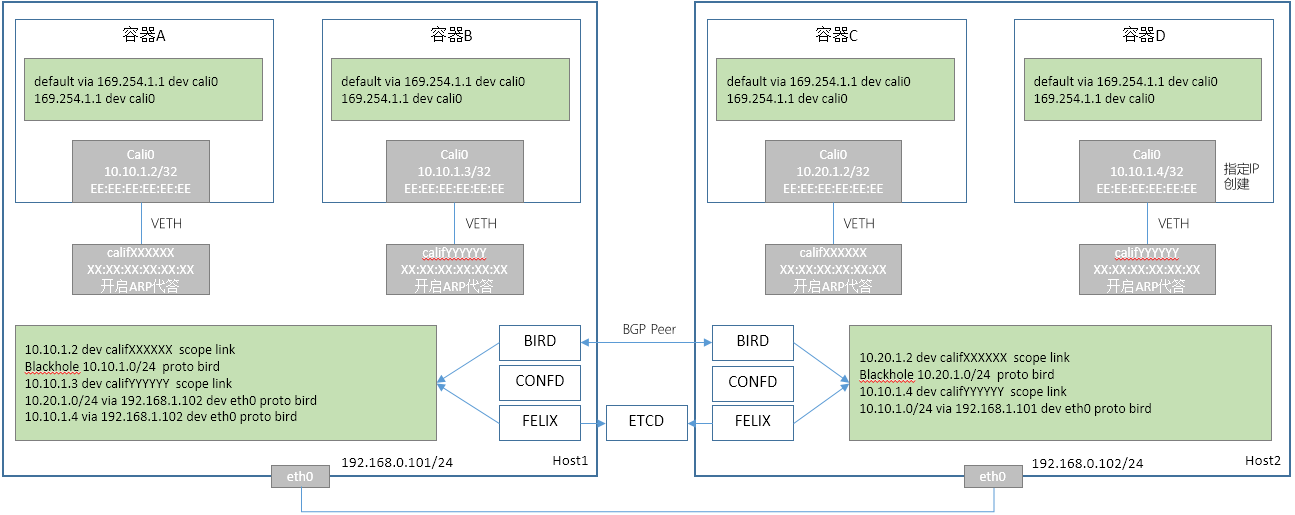 容器A
default via 169.254.1.1 dev cali0
169.254.1.1 dev cali0
Cali0
10.10.1.2/32
EE:EE:EE:EE:EE:EE
VETH
califXXXXXX
XX:XX:XX:XX:XX:XX
开启ARP代答
容器B
default via 169.254.1.1 dev cali0
169.254.1.1 dev cali0
Cali0
10.10.1.3/32
EE:EE:EE:EE:EE:EE
VETH
califYYYYYY
XX:XX:XX:XX:XX:XX
开启ARP代答
10.10.1.2 dev califXXXXXX scope link
Blackhole 10.10.1.0/24 proto bird
10.10.1.3 dev califYYYYYY scope link
10.20.1.0/24 via 192.168.1.102 dev eth0 proto bird
10.10.1.4 via 192.168.1.102 dev eth0 proto bird
BIRD
CONFD
FELIX
192.168.0.101/24
Host1
eth0
BGP Peer
ETCD
容器C
default via 169.254.1.1 dev cali0
169.254.1.1 dev cali0
Cali0
10.20.1.2/32
EE:EE:EE:EE:EE:EE
VETH
califXXXXXX
XX:XX:XX:XX:XX:XX
开启ARP代答
容器D
default via 169.254.1.1 dev cali0
169.254.1.1 dev cali0
Cali0
10.10.1.4/32
EE:EE:EE:EE:EE:EE
指定IP
创建
VETH
califYYYYYY
XX:XX:XX:XX:XX:XX
开启ARP代答
BIRD
CONFD
FELIX
10.20.1.2 dev califXXXXXX scope link
Blackhole 10.20.1.0/24 proto bird
10.10.1.4 dev califYYYYYY scope link
10.10.1.0/24 via 192.168.1.101 dev eth0 proto bird
192.168.0.102/24
Host2
eth0